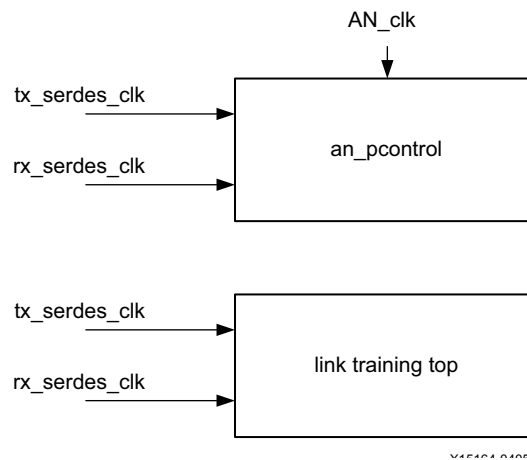 AN_clk
tx_serdes_clk
an_pcontrol
rx_serdes_clk
tx_serdes_clk
link training top
rx_serdes_clk